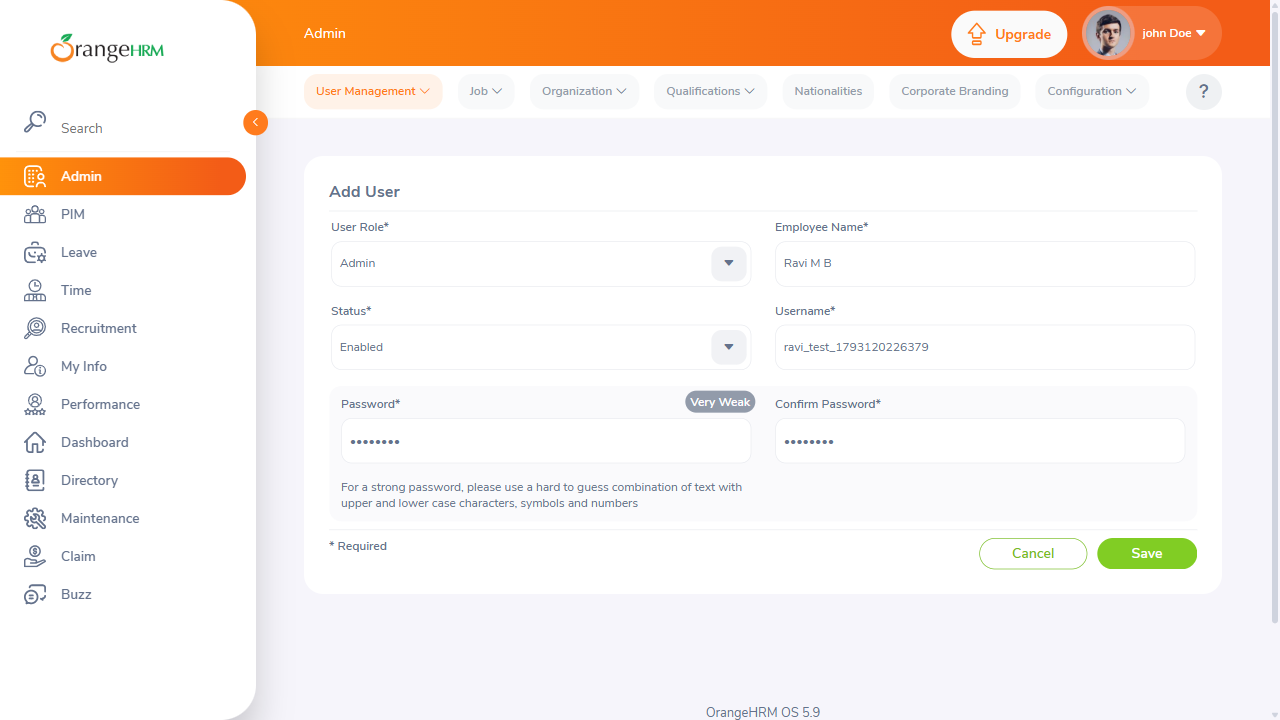 OrangeHRM
Admin
Upgrade
john Doe
User Management
Job
Organization
Qualifications
Nationalities
Corporate Branding
Configuration
?
Search
Admin
PIM
Leave
Time
Recruitment
My Info
Performance
Dashboard
Directory
Maintenance
Claim
Buzz
Add User
User Role*
Employee Name*
Admin
Ravi M B
Status*
Username*
Enabled
ravi_test_1793120226379
Password*
Very Weak
Confirm Password*
••••••••
••••••••
For a strong password, please use a hard to guess combination of text with
upper and lower case characters, symbols and numbers
* Required
Cancel
Save
OrangeHRM OS 5.9